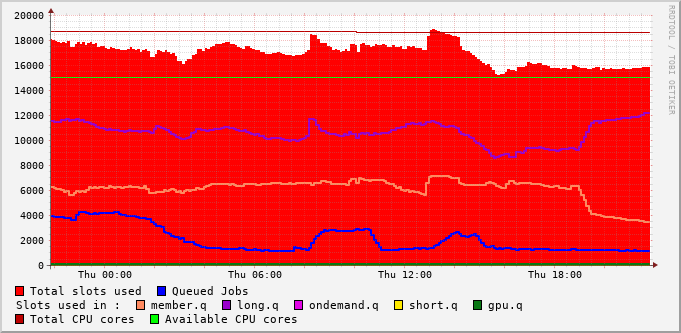 20000
18000
16000
14000
12000
10000
8000
6000
4000
2000
0
Thu 00:00 Thu 06:00 Thu 12:00 Thu 18:00
RRDTOOL / TOBI OETIKER
Total slots used Queued Jobs
Slots used in : member.q long.q ondemand.q short.q gpu.q
Total CPU cores Available CPU cores